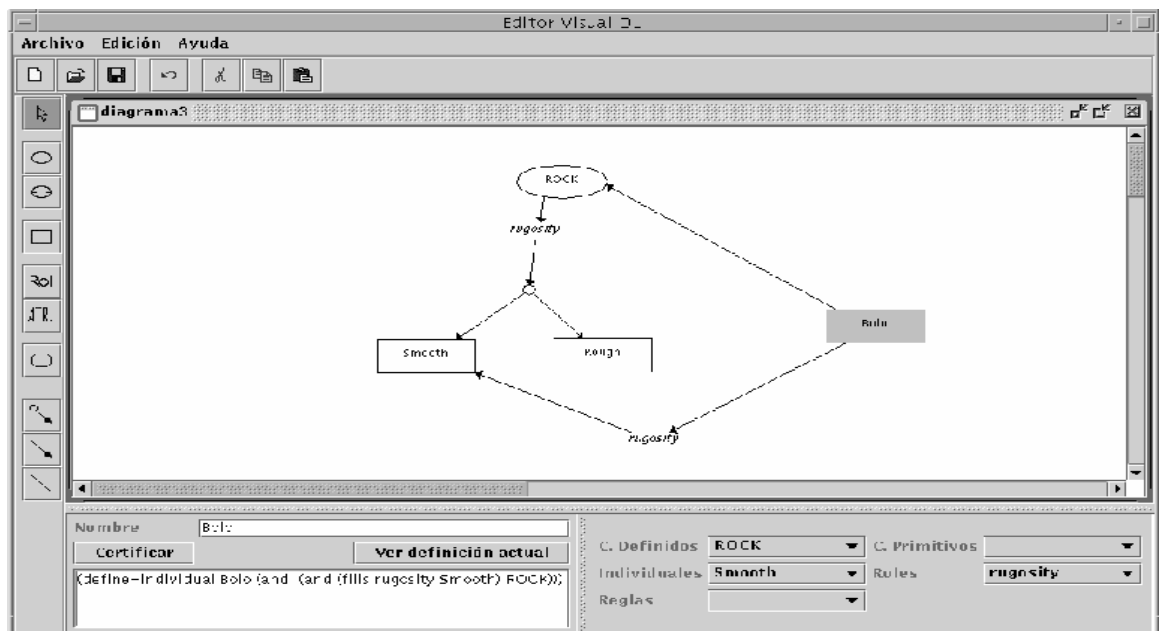 Editor Visual DL
Archivo Edición Ayuda
diagrama3
ROCK
rugosity
Bolo
Smooth
Rough
rugosity
Rol
Nombre Bolo
Certificar Ver definición actual
(define-individual Bolo (and (and (fills rugosity Smooth) ROCK)))
C. Definidos ROCK C. Primitivos
Individuales Smooth Roles rugosity
Reglas